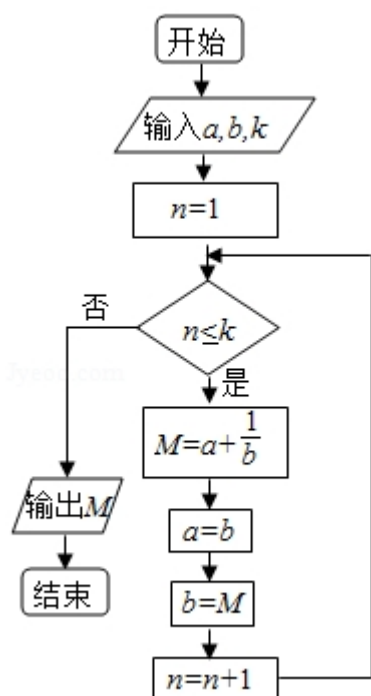 开始
输入a,b,k
n=1
n≤k
否
是
M=a+1/b
输出M
a=b
结束
b=M
n=n+1